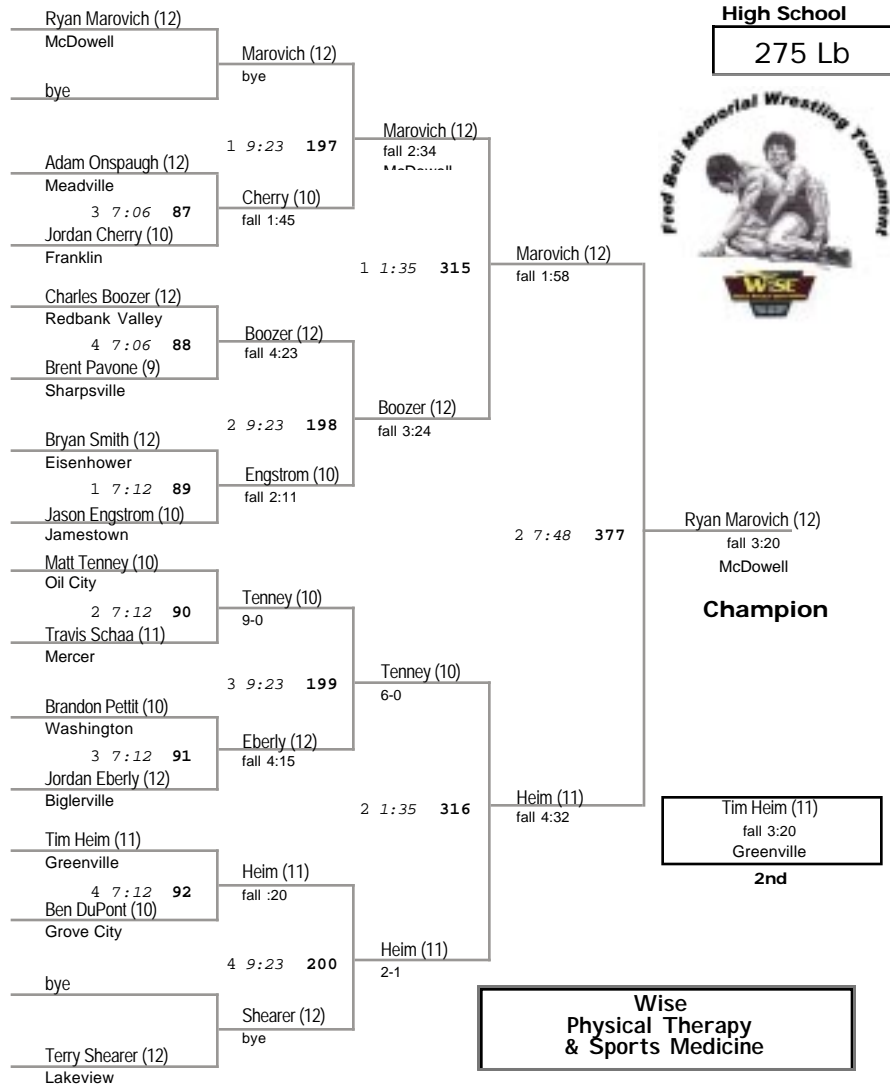 High School
275 Lb
Fred Bell Memorial Wrestling Tournament
WiSE
Ryan Marovich (12)
McDowell
bye
Marovich (12)
bye
1 9:23 197
Marovich (12)
fall 2:34
McDowell
Adam Onspaugh (12)
Meadville
3 7:06 87
Jordan Cherry (10)
Franklin
Cherry (10)
fall 1:45
1 1:35 315
Marovich (12)
fall 1:58
Charles Boozer (12)
Redbank Valley
4 7:06 88
Brent Pavone (9)
Sharpsville
Boozer (12)
fall 4:23
2 9:23 198
Boozer (12)
fall 3:24
Bryan Smith (12)
Eisenhower
1 7:12 89
Jason Engstrom (10)
Jamestown
Engstrom (10)
fall 2:11
2 7:48 377
Ryan Marovich (12)
fall 3:20
McDowell
Champion
Matt Tenney (10)
Oil City
2 7:12 90
Travis Schaa (11)
Mercer
Tenney (10)
9-0
3 9:23 199
Tenney (10)
6-0
Brandon Pettit (10)
Washington
3 7:12 91
Jordan Eberly (12)
Biglerville
Eberly (12)
fall 4:15
2 1:35 316
Heim (11)
fall 4:32
Tim Heim (11)
fall 3:20
Greenville
2nd
Tim Heim (11)
Greenville
4 7:12 92
Ben DuPont (10)
Grove City
Heim (11)
fall :20
4 9:23 200
Heim (11)
2-1
bye
Shearer (12)
bye
Terry Shearer (12)
Lakeview
Wise
Physical Therapy
& Sports Medicine